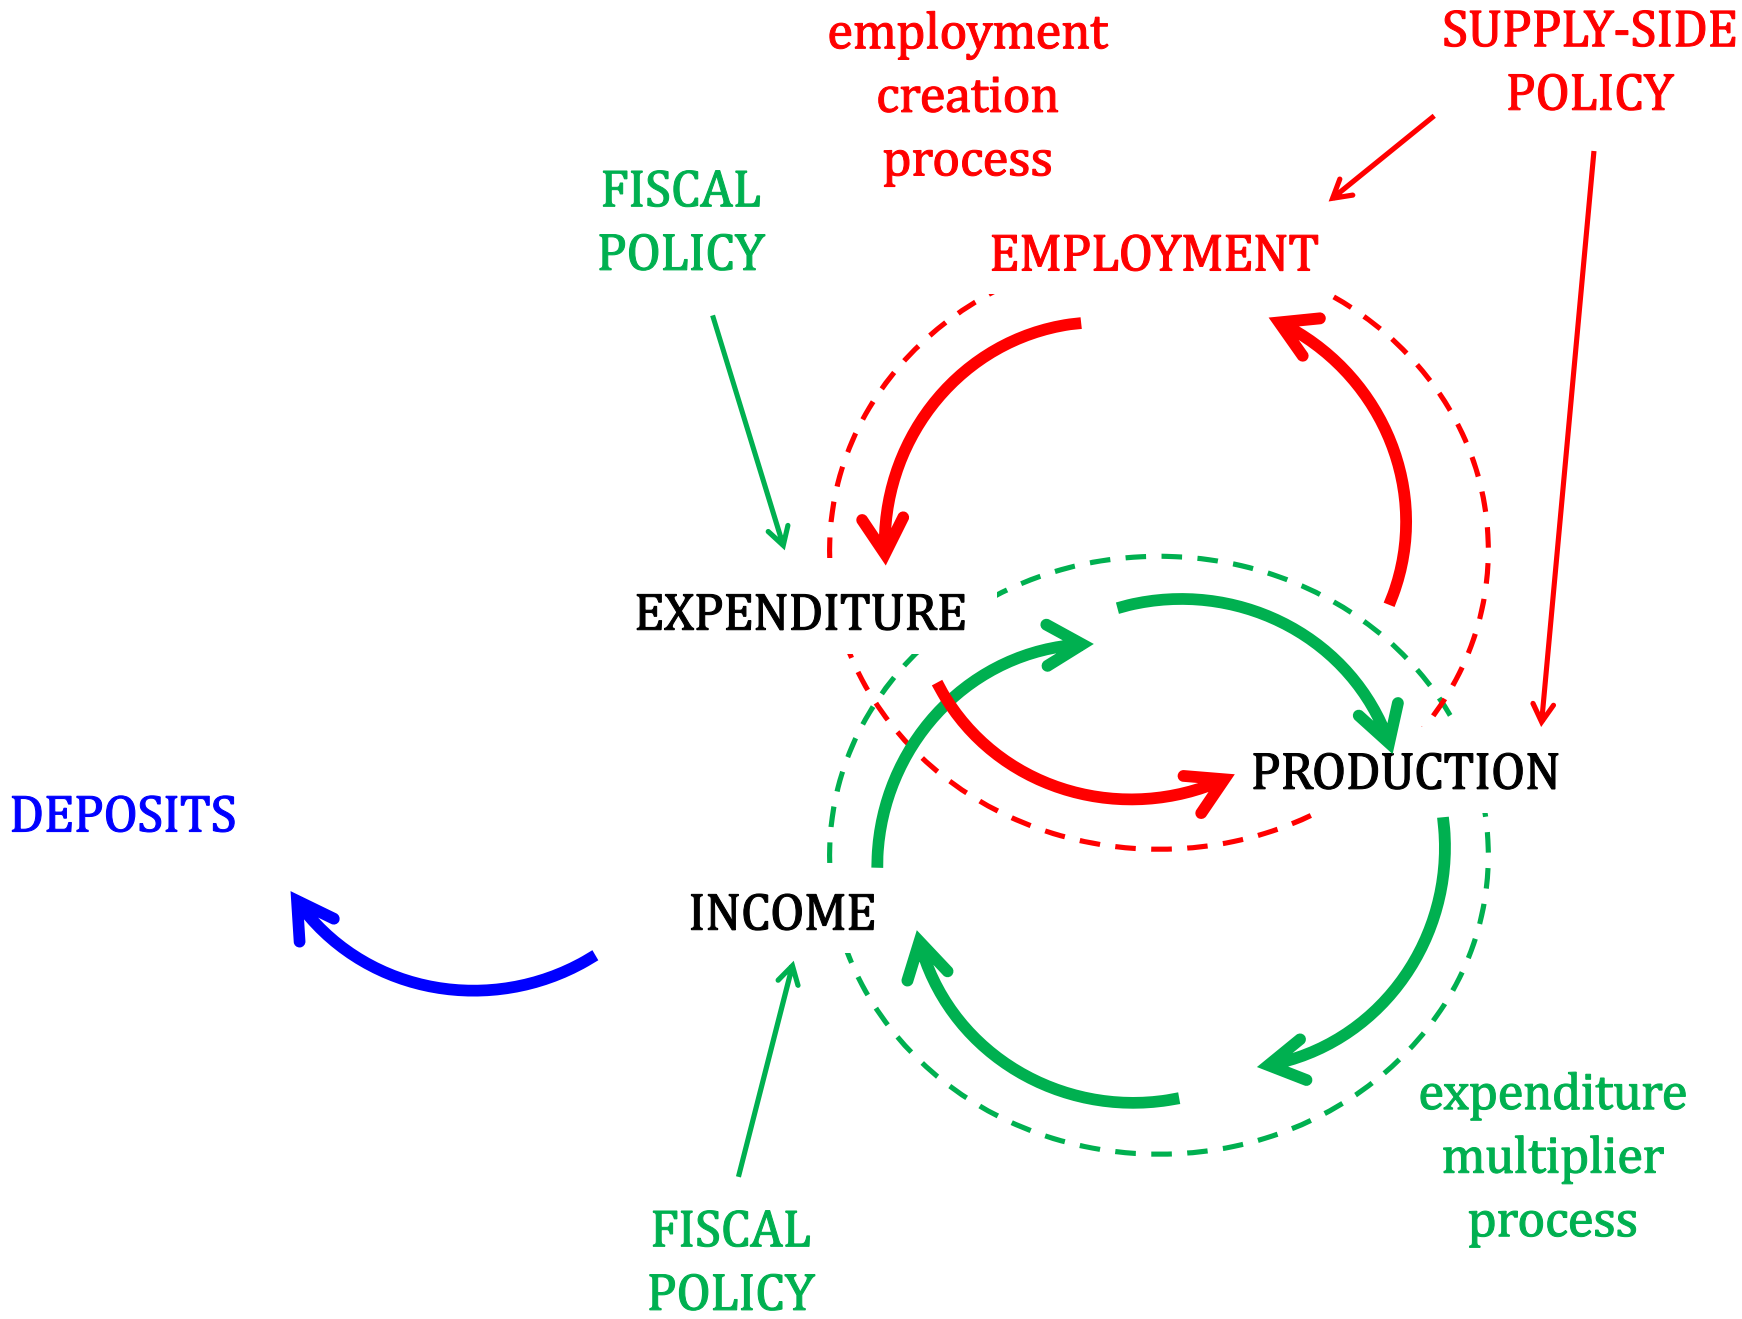 employment
creation
process
SUPPLY-SIDE
POLICY
FISCAL
POLICY
EMPLOYMENT
EXPENDITURE
PRODUCTION
DEPOSITS
INCOME
expenditure
multiplier
process
FISCAL
POLICY